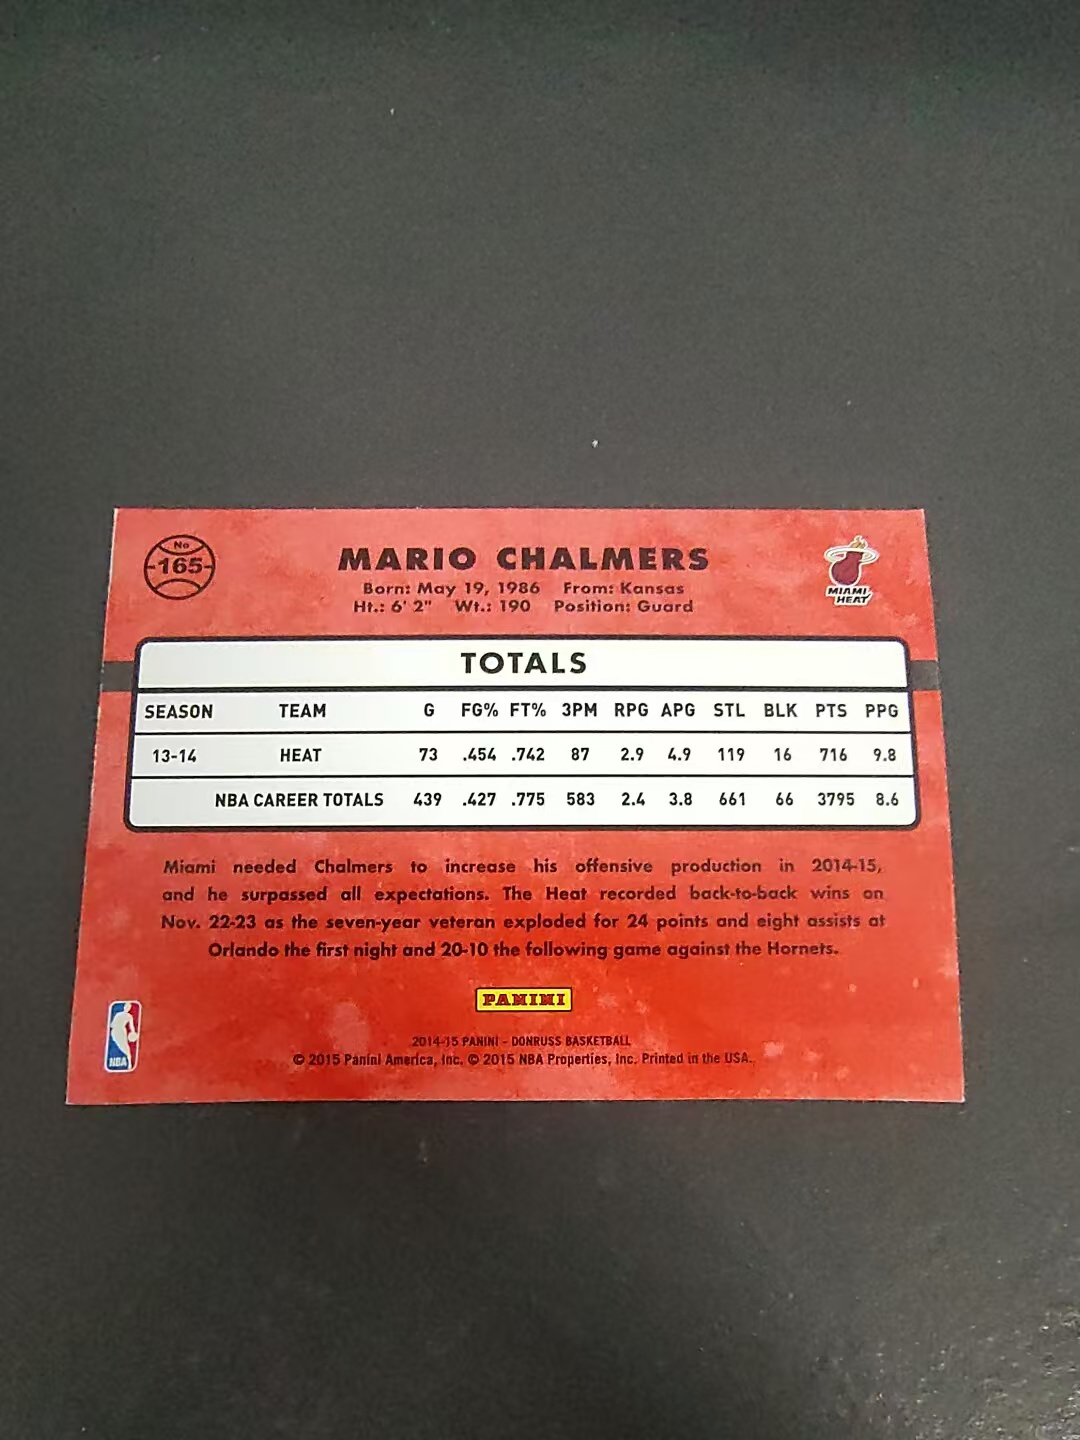 No
165
MARIO CHALMERS
Born: May 19, 1986 From: Kansas
Ht.: 6' 2" Wt.: 190 Position: Guard
MIAMI
HEAT
TOTALS
SEASON TEAM G FG% FT% 3PM RPG APG STL BLK PTS PPG
13-14 HEAT 73 .454 .742 87 2.9 4.9 119 16 716 9.8
NBA CAREER TOTALS 439 .427 .775 583 2.4 3.8 661 66 3795 8.6
Miami needed Chalmers to increase his offensive production in 2014-15,
and he surpassed all expectations. The Heat recorded back-to-back wins on
Nov. 22-23 as the seven-year veteran exploded for 24 points and eight assists at
Orlando the first night and 20-10 the following game against the Hornets.
PANINI
NBA
2014-15 PANINI - DONRUSS BASKETBALL
© 2015 Panini America, Inc. © 2015 NBA Properties, Inc. Printed in the USA.